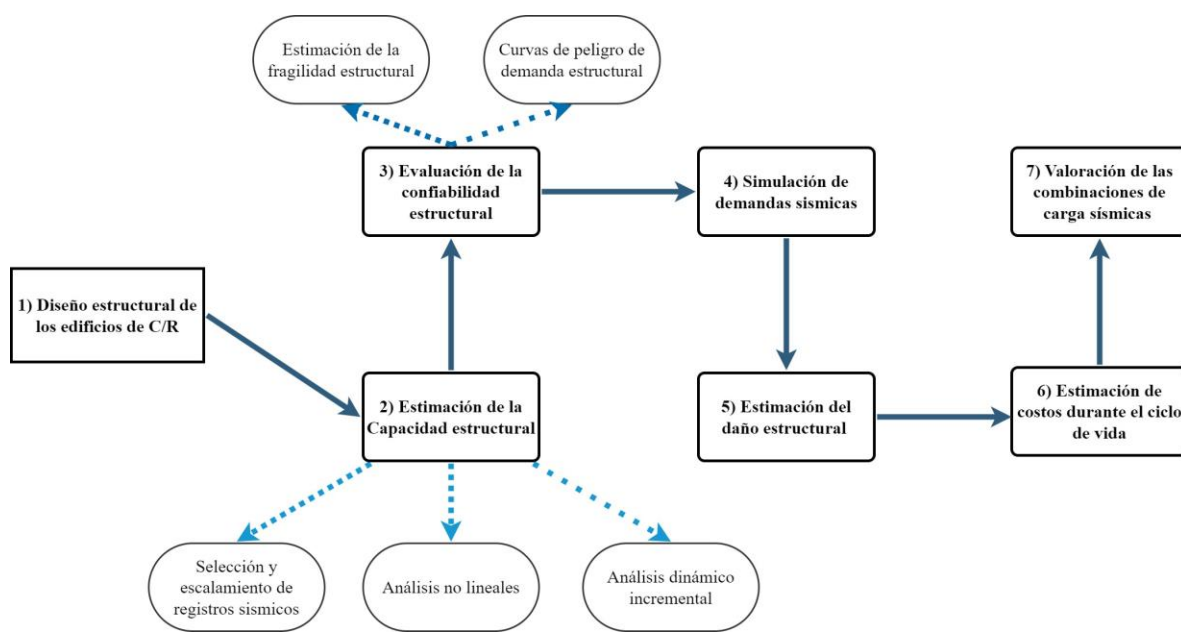 Estimación de la
fragilidad estructural
Curvas de peligro de
demanda estructural
3) Evaluación de la
confiabilidad
estructural
4) Simulación de
demandas sismicas
7) Valoración de las
combinaciones de
carga sísmicas
1) Diseño estructural de
los edificios de C/R
2) Estimación de la
Capacidad estructural
5) Estimación del
daño estructural
6) Estimación de
costos durante el ciclo
de vida
Selección y
escalamiento de
registros sismicos
Análisis no lineales
Análisis dinámico
incremental